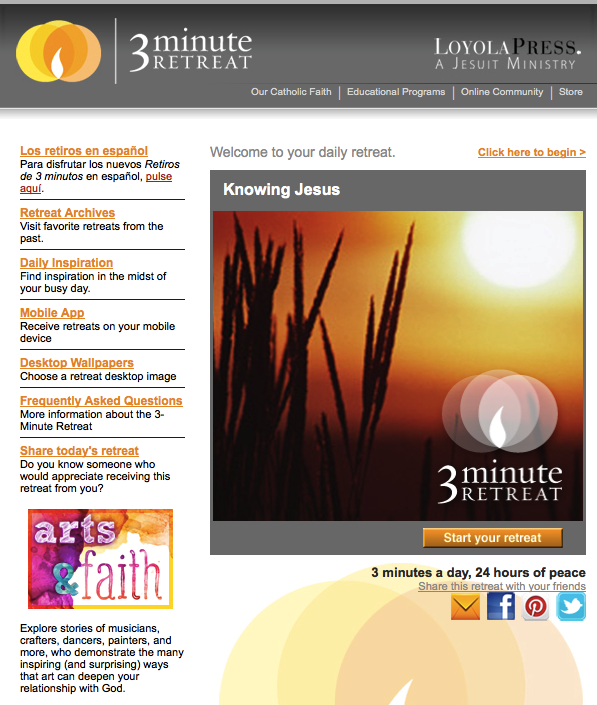 3 minute
RETREAT
LOYOLAPRESS.
A JESUIT MINISTRY
Our Catholic Faith | Educational Programs | Online Community | Store
Los retiros en español
Para disfrutar los nuevos Retiros
de 3 minutos en español, pulse
aquí.
Retreat Archives
Visit favorite retreats from the
past.
Daily Inspiration
Find inspiration in the midst of
your busy day.
Mobile App
Receive retreats on your mobile
device
Desktop Wallpapers
Choose a retreat desktop image
Frequently Asked Questions
More information about the 3-
Minute Retreat
Share today's retreat
Do you know someone who
would appreciate receiving this
retreat from you?
arts
&faith
Explore stories of musicians,
crafters, dancers, painters, and
more, who demonstrate the many
inspiring (and surprising) ways
that art can deepen your
relationship with God.
Welcome to your daily retreat.
Click here to begin >
Knowing Jesus
3 minute
RETREAT
Start your retreat
3 minutes a day, 24 hours of peace
Share this retreat with your friends